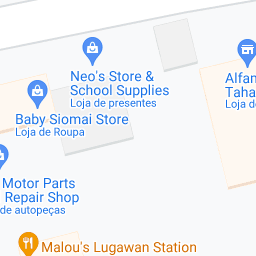 Neo's Store &
School Supplies
Loja de presentes
Alfam
Taha
Loja de
Baby Siomai Store
Loja de Roupa
Motor Parts
Repair Shop
de autopeças
Malou's Lugawan Station